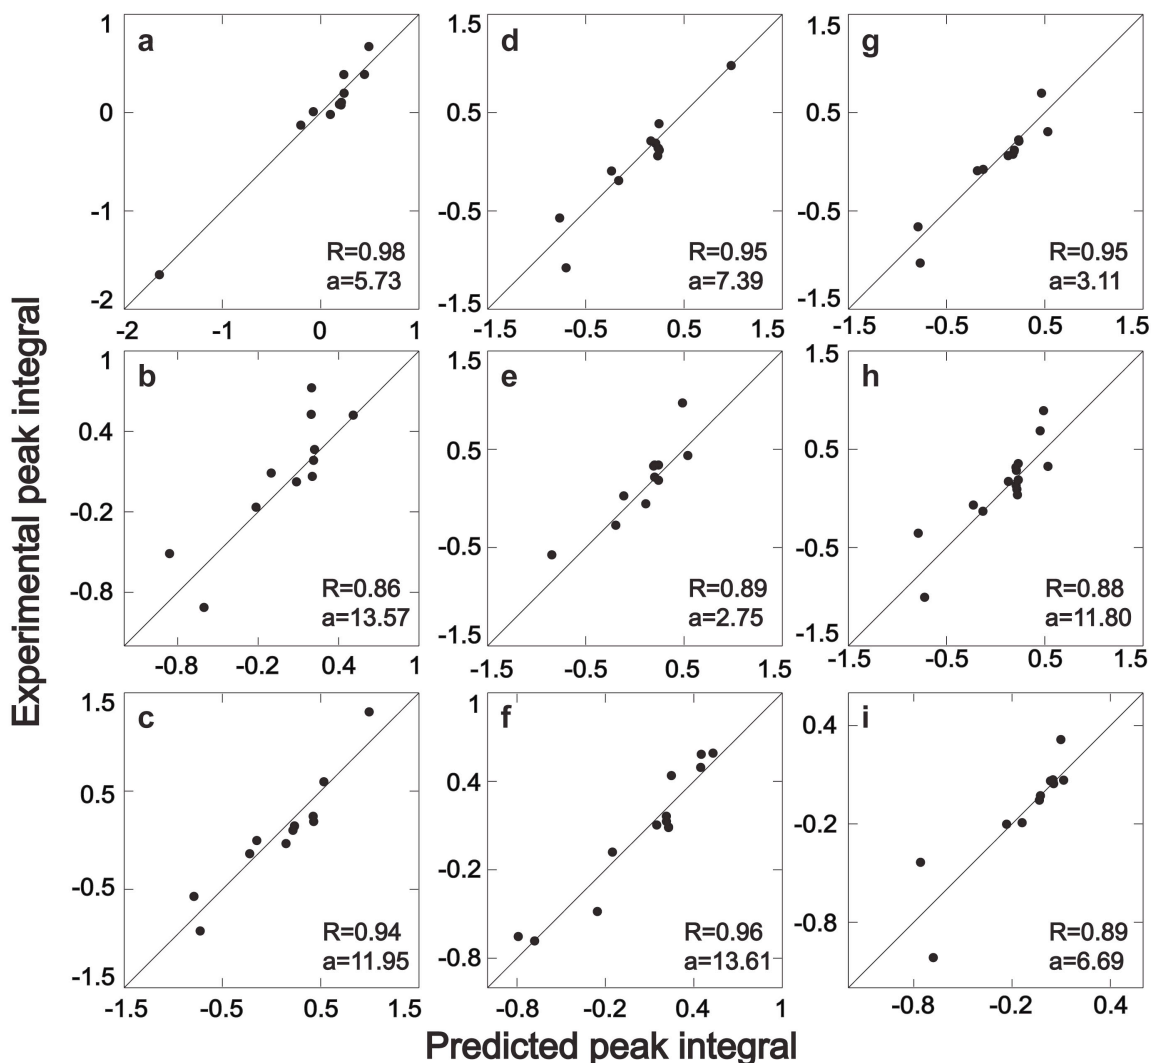 Experimental peak integral
a
1
0
-1
-2
-2 -1 0 1
R=0.98
a=5.73
d
1.5
0.5
-0.5
-1.5
-1.5 -0.5 0.5 1.5
R=0.95
a=7.39
g
1.5
0.5
-0.5
-1.5
-1.5 -0.5 0.5 1.5
R=0.95
a=3.11
b
1
0.4
-0.2
-0.8
-0.8 -0.2 0.4 1
R=0.86
a=13.57
e
1.5
0.5
-0.5
-1.5
-1.5 -0.5 0.5 1.5
R=0.89
a=2.75
h
1.5
0.5
-0.5
-1.5
-1.5 -0.5 0.5 1.5
R=0.88
a=11.80
c
1.5
0.5
-0.5
-1.5
-1.5 -0.5 0.5 1.5
R=0.94
a=11.95
f
1
0.4
-0.2
-0.8
-0.8 -0.2 0.4 1
R=0.96
a=13.61
i
0.4
-0.2
-0.8
-0.8 -0.2 0.4
R=0.89
a=6.69
Predicted peak integral